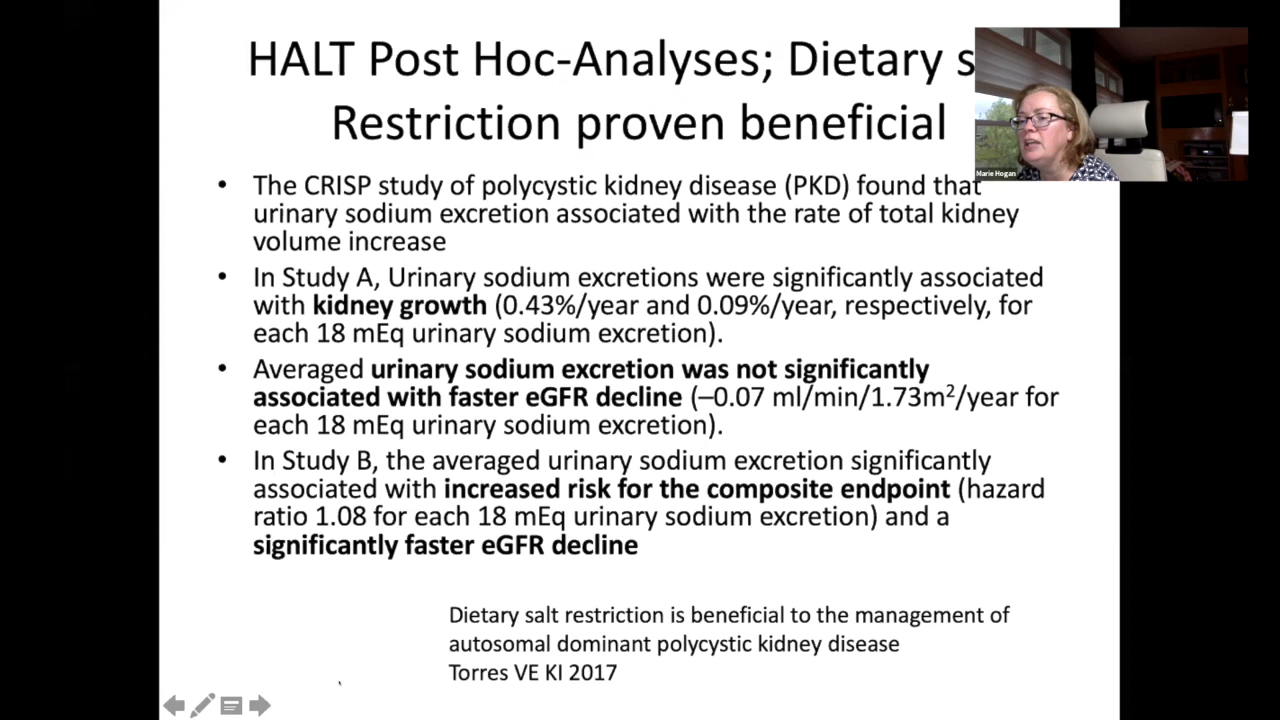 HALT Post Hoc-Analyses; Dietary s
Restriction proven beneficial
Marie Hogan
• The CRISP study of polycystic kidney disease (PKD) found that
urinary sodium excretion associated with the rate of total kidney
volume increase
• In Study A, Urinary sodium excretions were significantly associated
with kidney growth (0.43%/year and 0.09%/year, respectively, for
each 18 mEq urinary sodium excretion).
• Averaged urinary sodium excretion was not significantly
associated with faster eGFR decline (–0.07 ml/min/1.73m²/year for
each 18 mEq urinary sodium excretion).
• In Study B, the averaged urinary sodium excretion significantly
associated with increased risk for the composite endpoint (hazard
ratio 1.08 for each 18 mEq urinary sodium excretion) and a
significantly faster eGFR decline
Dietary salt restriction is beneficial to the management of
autosomal dominant polycystic kidney disease
Torres VE KI 2017